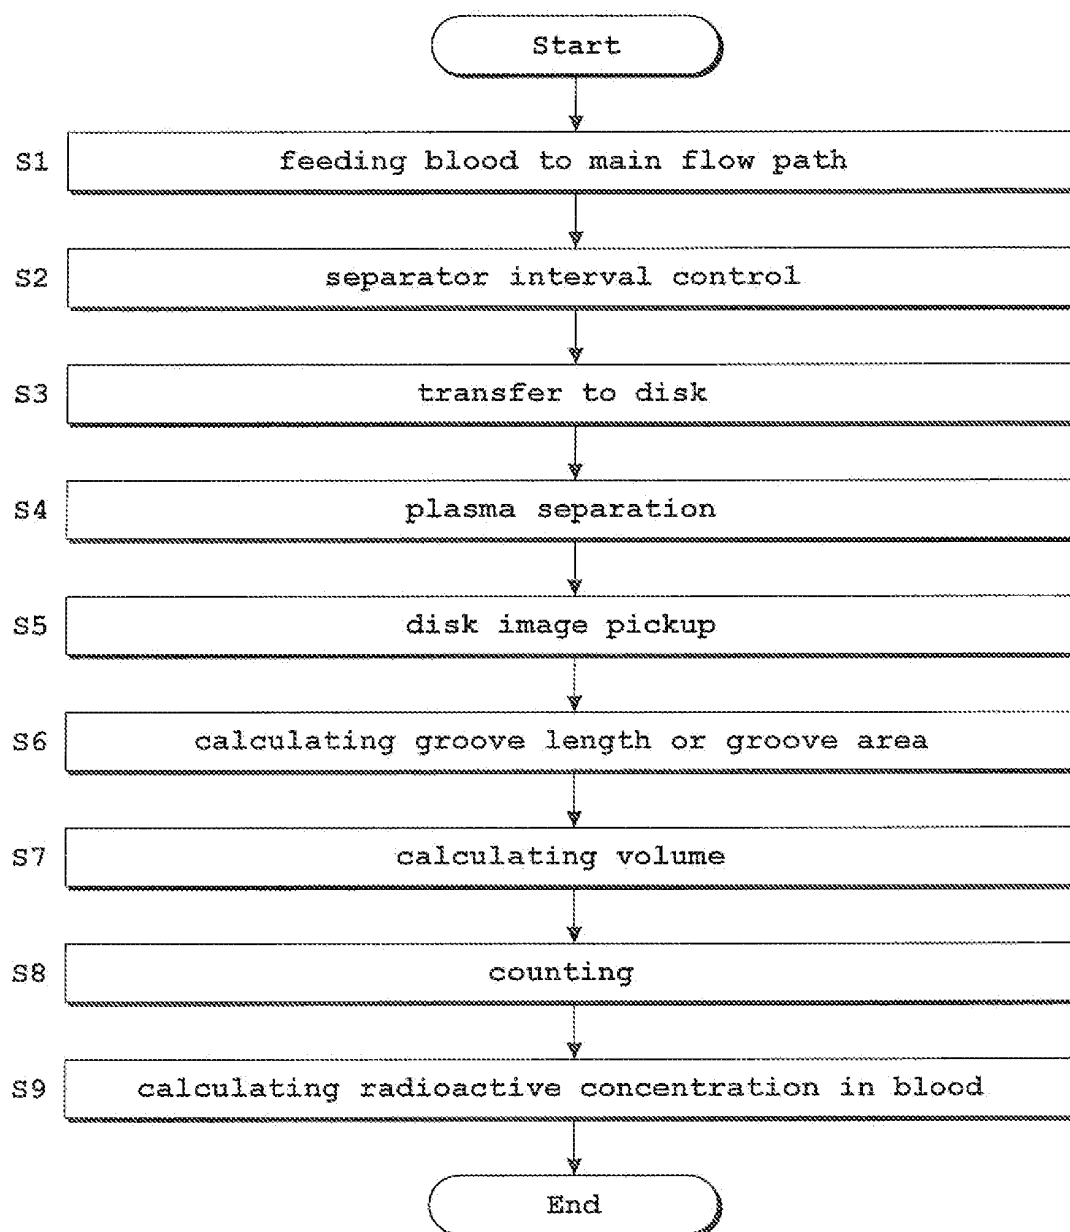 Start
S1 feeding blood to main flow path
S2 separator interval control
S3 transfer to disk
S4 plasma separation
S5 disk image pickup
S6 calculating groove length or groove area
S7 calculating volume
S8 counting
S9 calculating radioactive concentration in blood
End